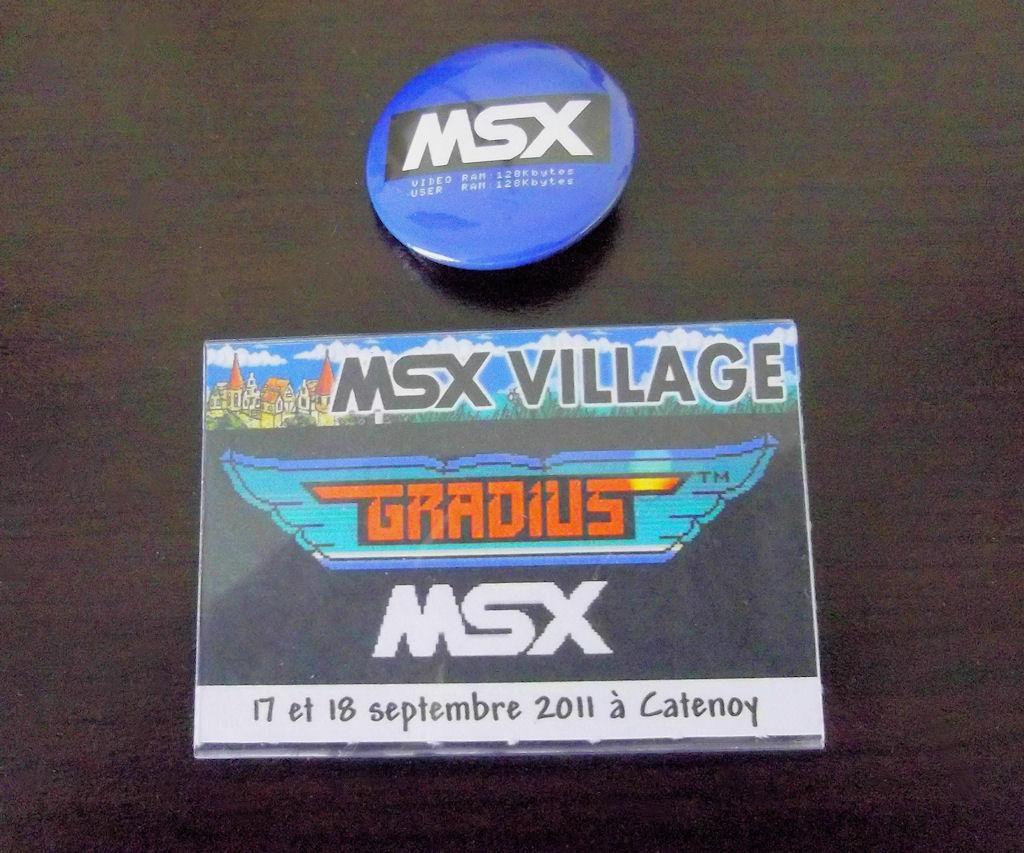 MSX
VIDEO RAM:128Kbytes
USER RAM:128Kbytes
MSX VILLAGE
GRADIUS TM
MSX
17 et 18 septembre 2011 à Catenoy